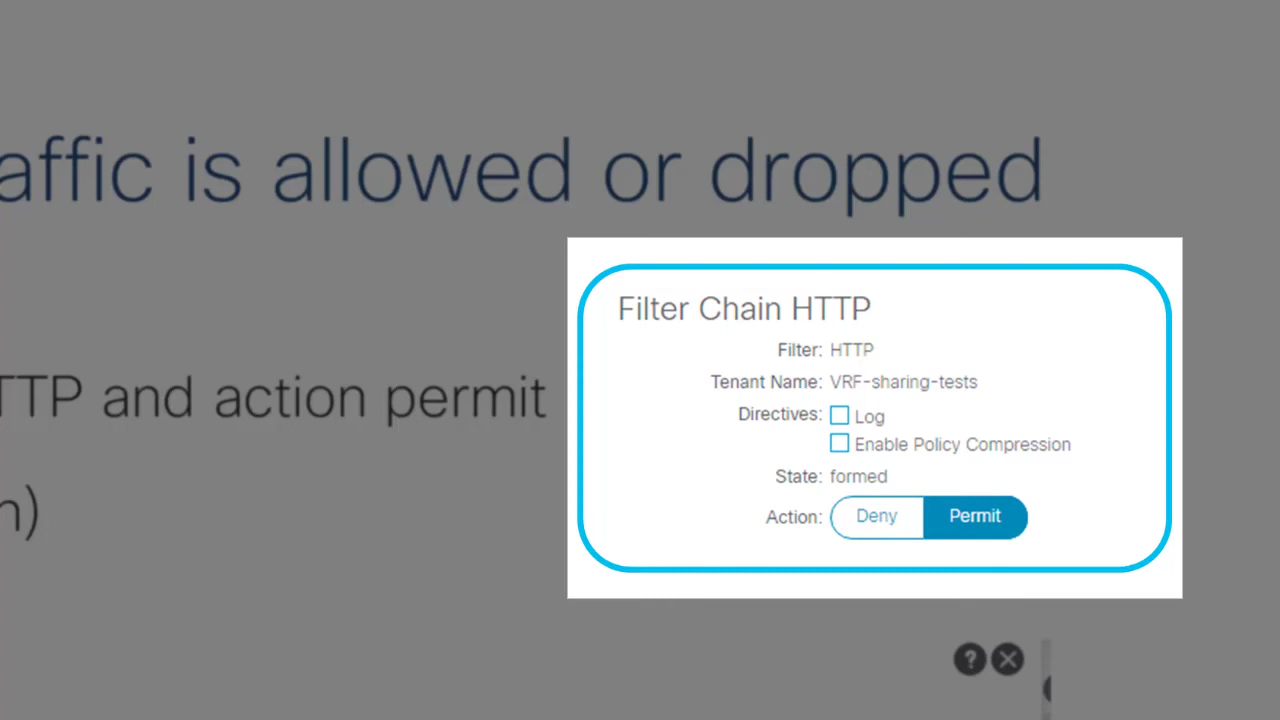 affic is allowed or dropped
Filter Chain HTTP
Filter: HTTP
Tenant Name: VRF-sharing-tests
TTP and action permit
Directives: Log
Enable Policy Compression
State: formed
n)
Action: Deny Permit
?